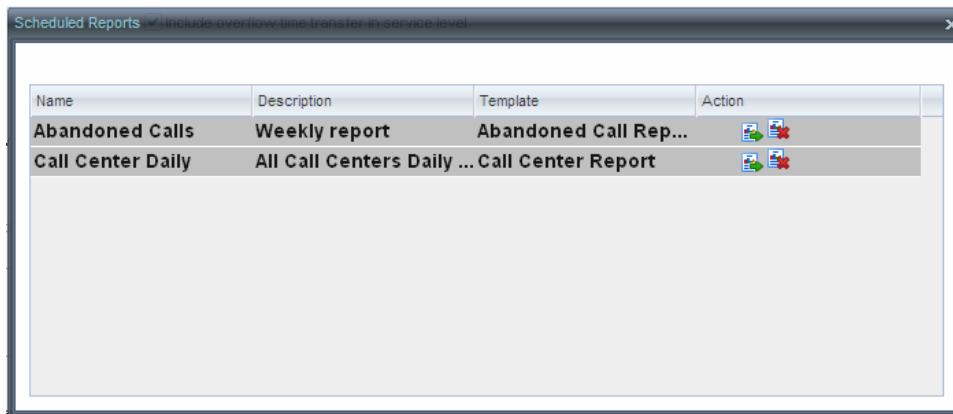 Scheduled Reports Include overflow time transfer in service level
Name Description Template Action
Abandoned Calls Weekly report Abandoned Call Rep...
Call Center Daily All Call Centers Daily ... Call Center Report